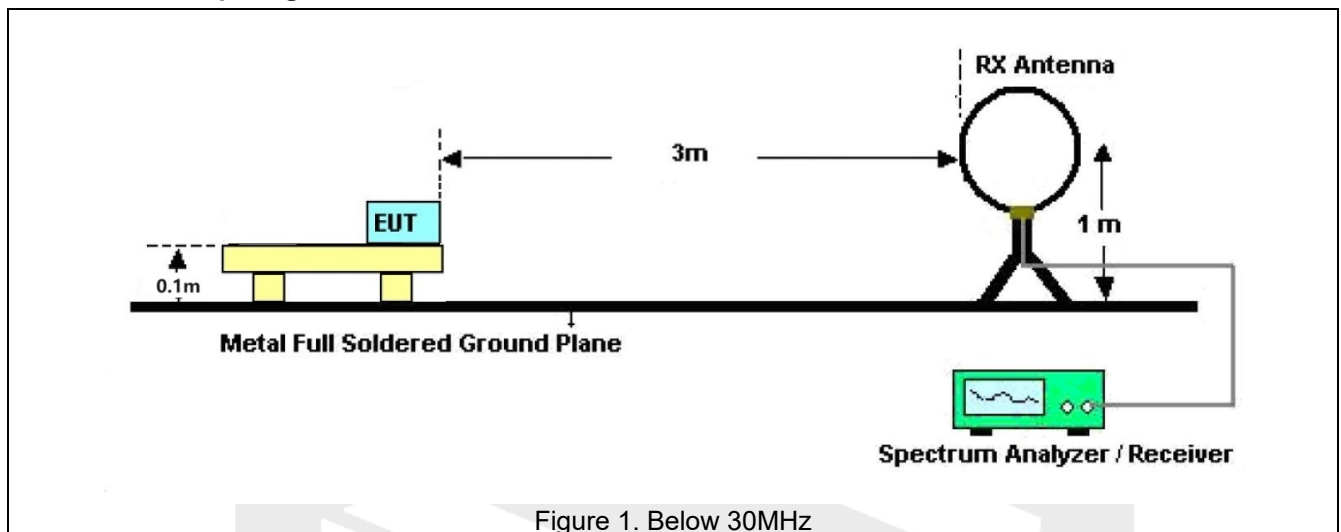 RX Antenna
3m
EUT
1 m
0.1m
Metal Full Soldered Ground Plane
Spectrum Analyzer / Receiver
Figure 1. Below 30MHz